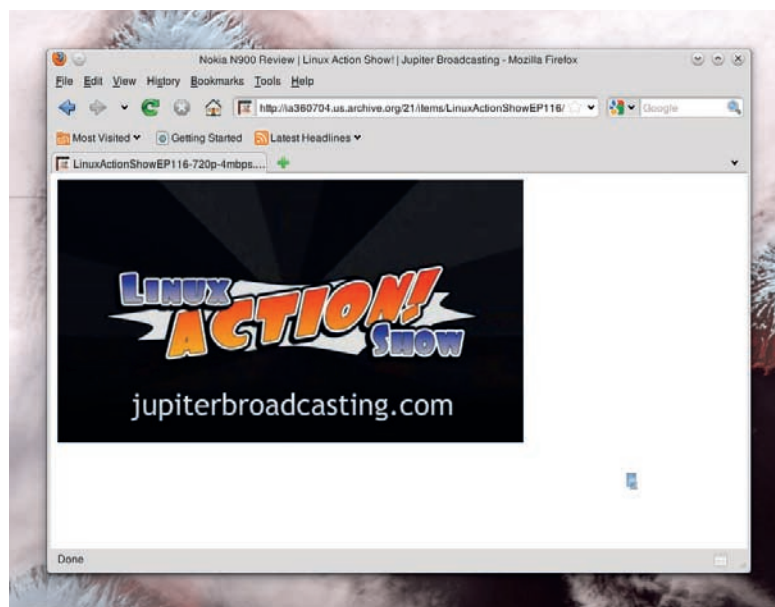 Nokia N900 Review | Linux Action Show! | Jupiter Broadcasting - Mozilla Firefox
File Edit View History Bookmarks Tools Help
http://ia360704.us.archive.org/21/items/LinuxActionShowEP116/ Google
Most Visited Getting Started Latest Headlines
LinuxActionShowEP116-720p-4mbps....
LINUX
ACTION!
SHOW
jupiterbroadcasting.com
Done